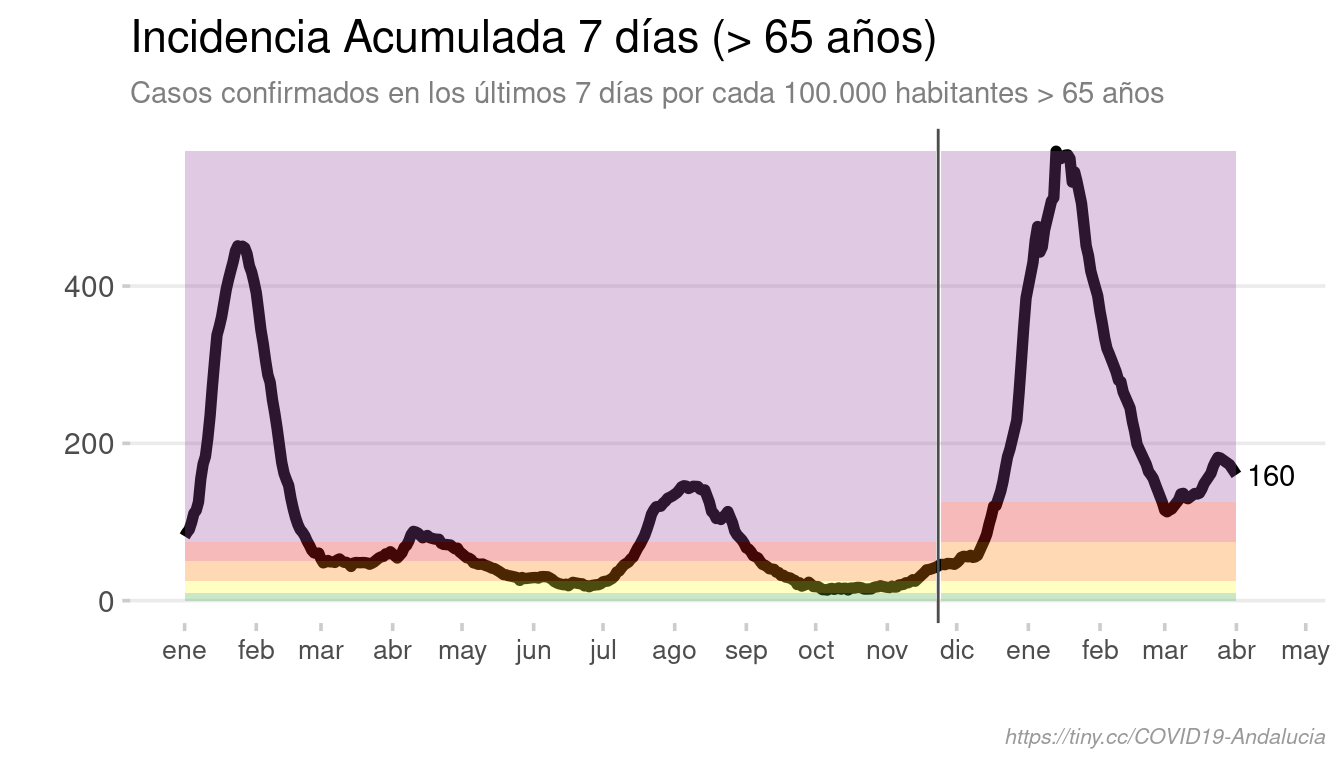 Incidencia Acumulada 7 días (> 65 años)
Casos confirmados en los últimos 7 días por cada 100.000 habitantes > 65 años
400
200
0
160
ene feb mar abr may jun jul ago sep oct nov dic ene feb mar abr may
https://tiny.cc/COVID19-Andalucia